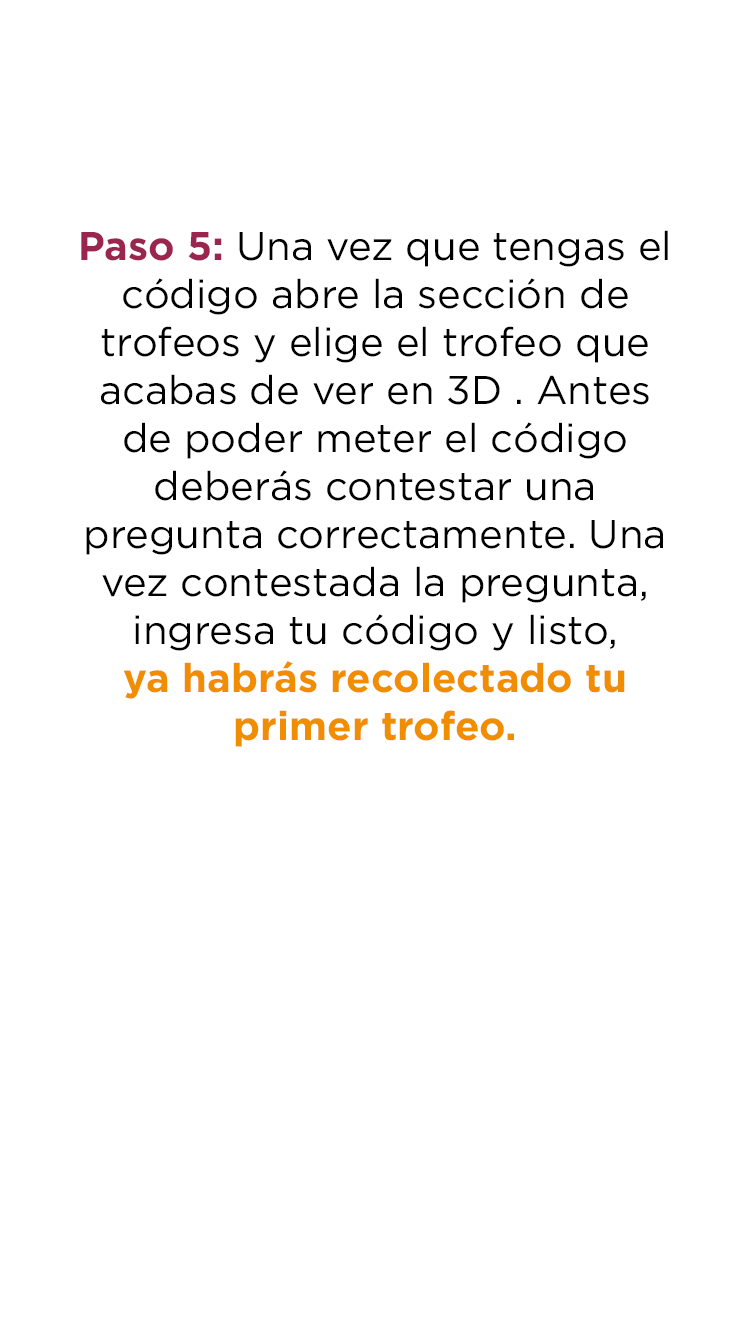 Paso 5: Una vez que tengas el
código abre la sección de
trofeos y elige el trofeo que
acabas de ver en 3D . Antes
de poder meter el código
deberás contestar una
pregunta correctamente. Una
vez contestada la pregunta,
ingresa tu código y listo,
ya habrás recolectado tu
primer trofeo.